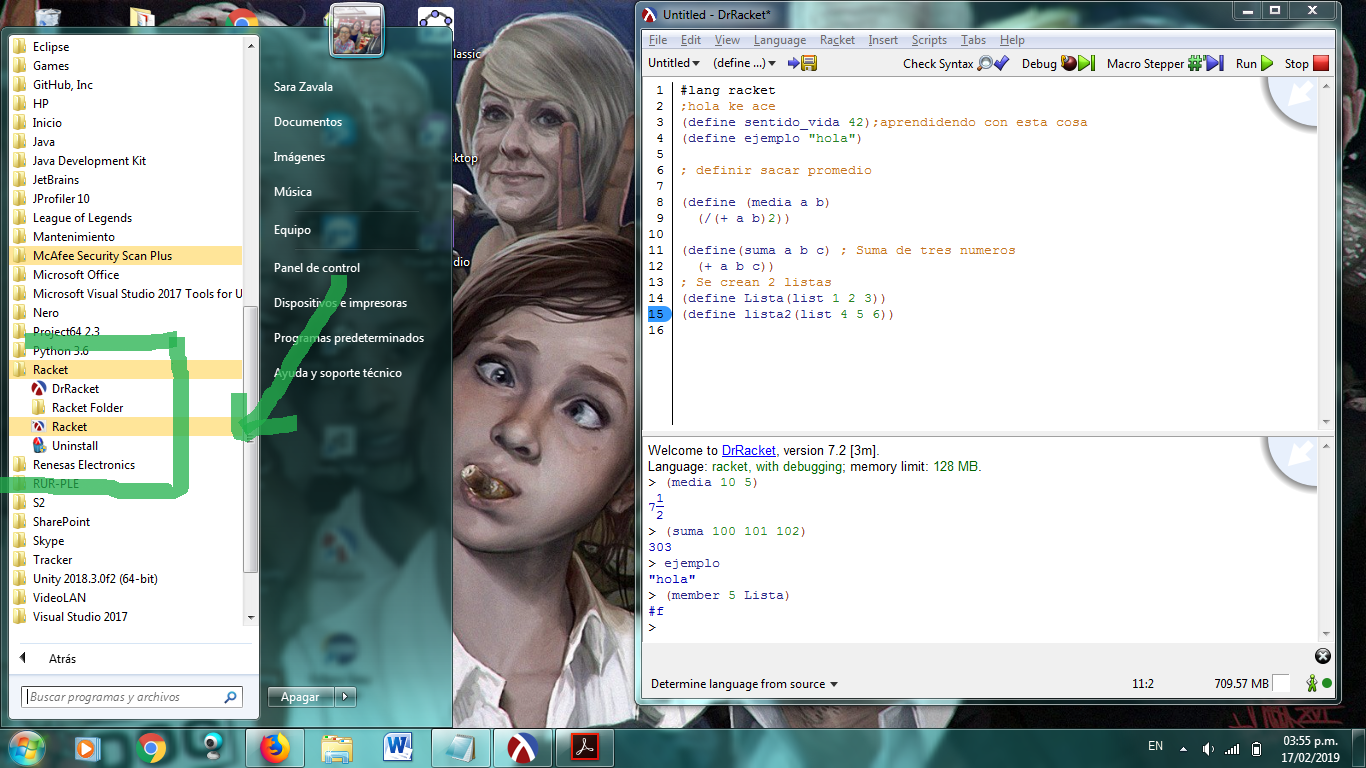 Eclipse
Games
GitHub, Inc
HP
Inicio
Java
Java Development Kit
JetBrains
JProfiler 10
League of Legends
Mantenimiento
McAfee Security Scan Plus
Microsoft Office
Microsoft Visual Studio 2017 Tools for U
Nero
Project64 2.3
Python 3.6
Racket
DrRacket
Racket Folder
Racket
Uninstall
Renesas Electronics
RUR-PLE
S2
SharePoint
Skype
Tracker
Unity 2018.3.0f2 (64-bit)
VideoLAN
Visual Studio 2017
Atrás
Buscar programas y archivos
Sara Zavala
Documentos
Imágenes
Música
Equipo
Panel de control
Dispositivos e impresoras
Programas predeterminados
Ayuda y soporte técnico
Apagar
Untitled - DrRacket*
File Edit View Language Racket Insert Scripts Tabs Help
Untitled (define ...) Check Syntax Debug Macro Stepper Run Stop
1 #lang racket
2 ;hola ke ace
3 (define sentido_vida 42);aprendidendo con esta cosa
4 (define ejemplo "hola")
5
6 ; definir sacar promedio
7
8 (define (media a b)
9 (/(+ a b)2))
10
11 (define(suma a b c) ; Suma de tres numeros
12 (+ a b c))
13 ; Se crean 2 listas
14 (define Lista(list 1 2 3))
15 (define lista2(list 4 5 6))
16
Welcome to DrRacket, version 7.2 [3m].
Language: racket, with debugging; memory limit: 128 MB.
> (media 10 5)
7 1/2
> (suma 100 101 102)
303
> ejemplo
"hola"
> (member 5 Lista)
#f
>
Determine language from source 11:2 709.57 MB
EN
03:55 p.m.
17/02/2019